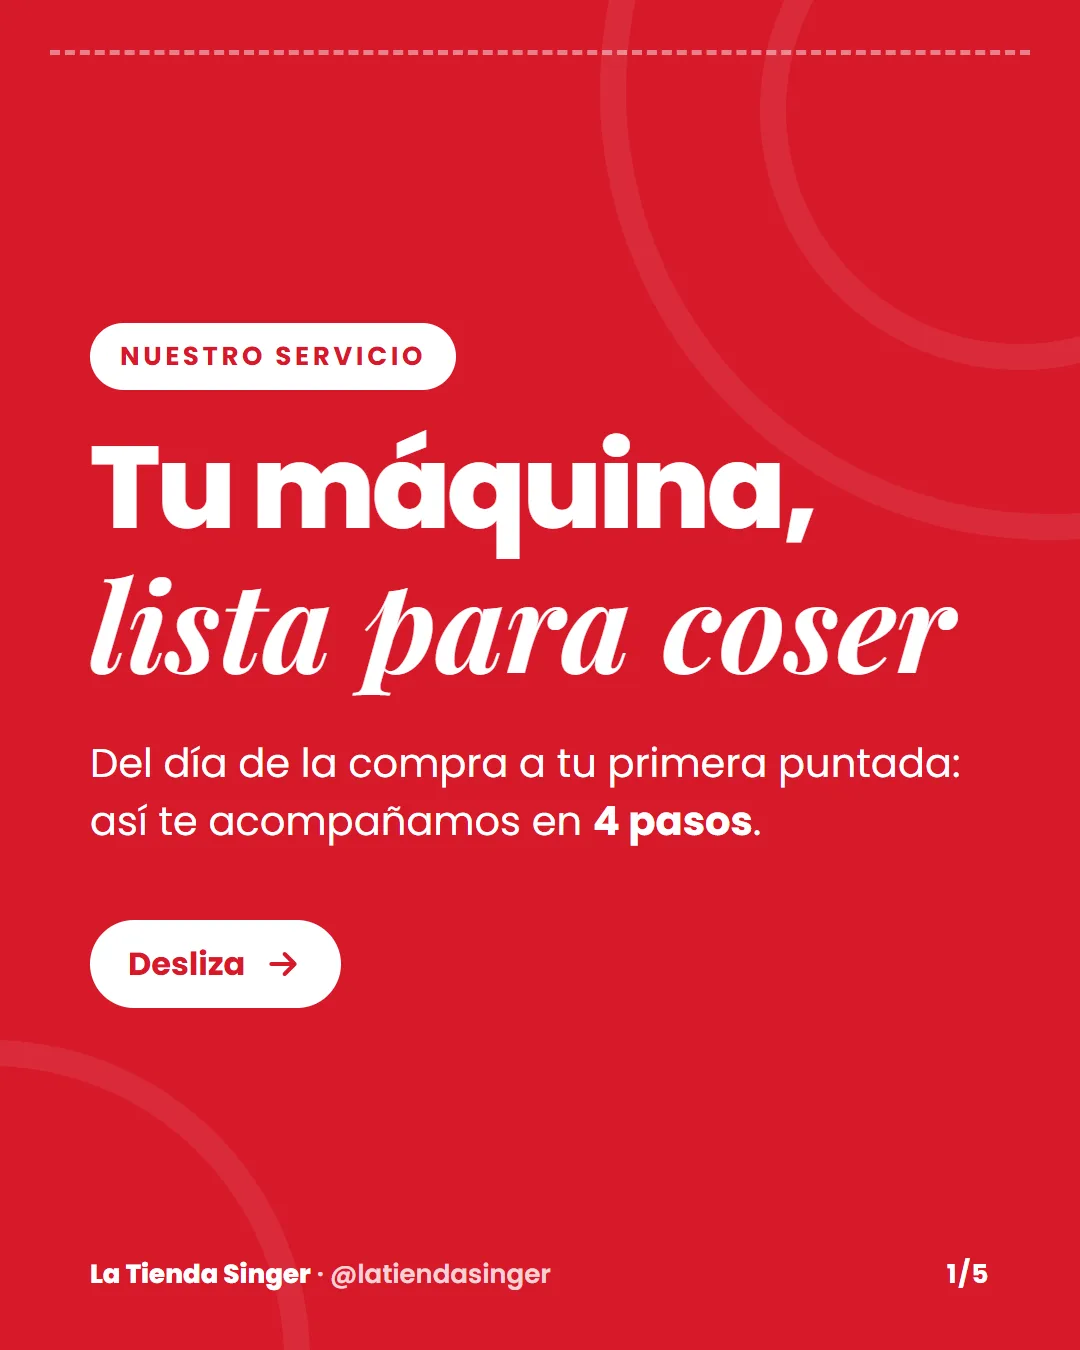 NUESTRO SERVICIO
Tu máquina,
lista para coser
Del día de la compra a tu primera puntada:
así te acompañamos en 4 pasos.
Desliza →
La Tienda Singer · @latiendasinger
1/5